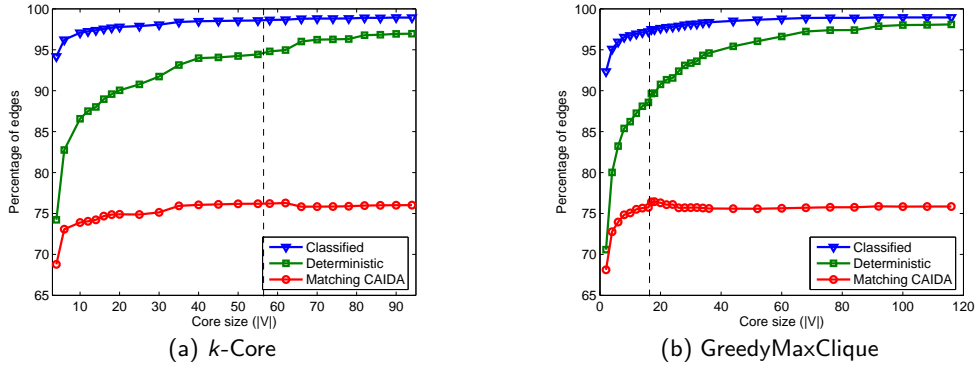 100
95
90
85
80
75
70
65
Percentage of edges
10 20 30 40 50 60 70 80 90
Core size (|V|)
Classified
Deterministic
Matching CAIDA
(a) k-Core
100
95
90
85
80
75
70
65
Percentage of edges
0 20 40 60 80 100 120
Core size (|V|)
Classified
Deterministic
Matching CAIDA
(b) GreedyMaxClique